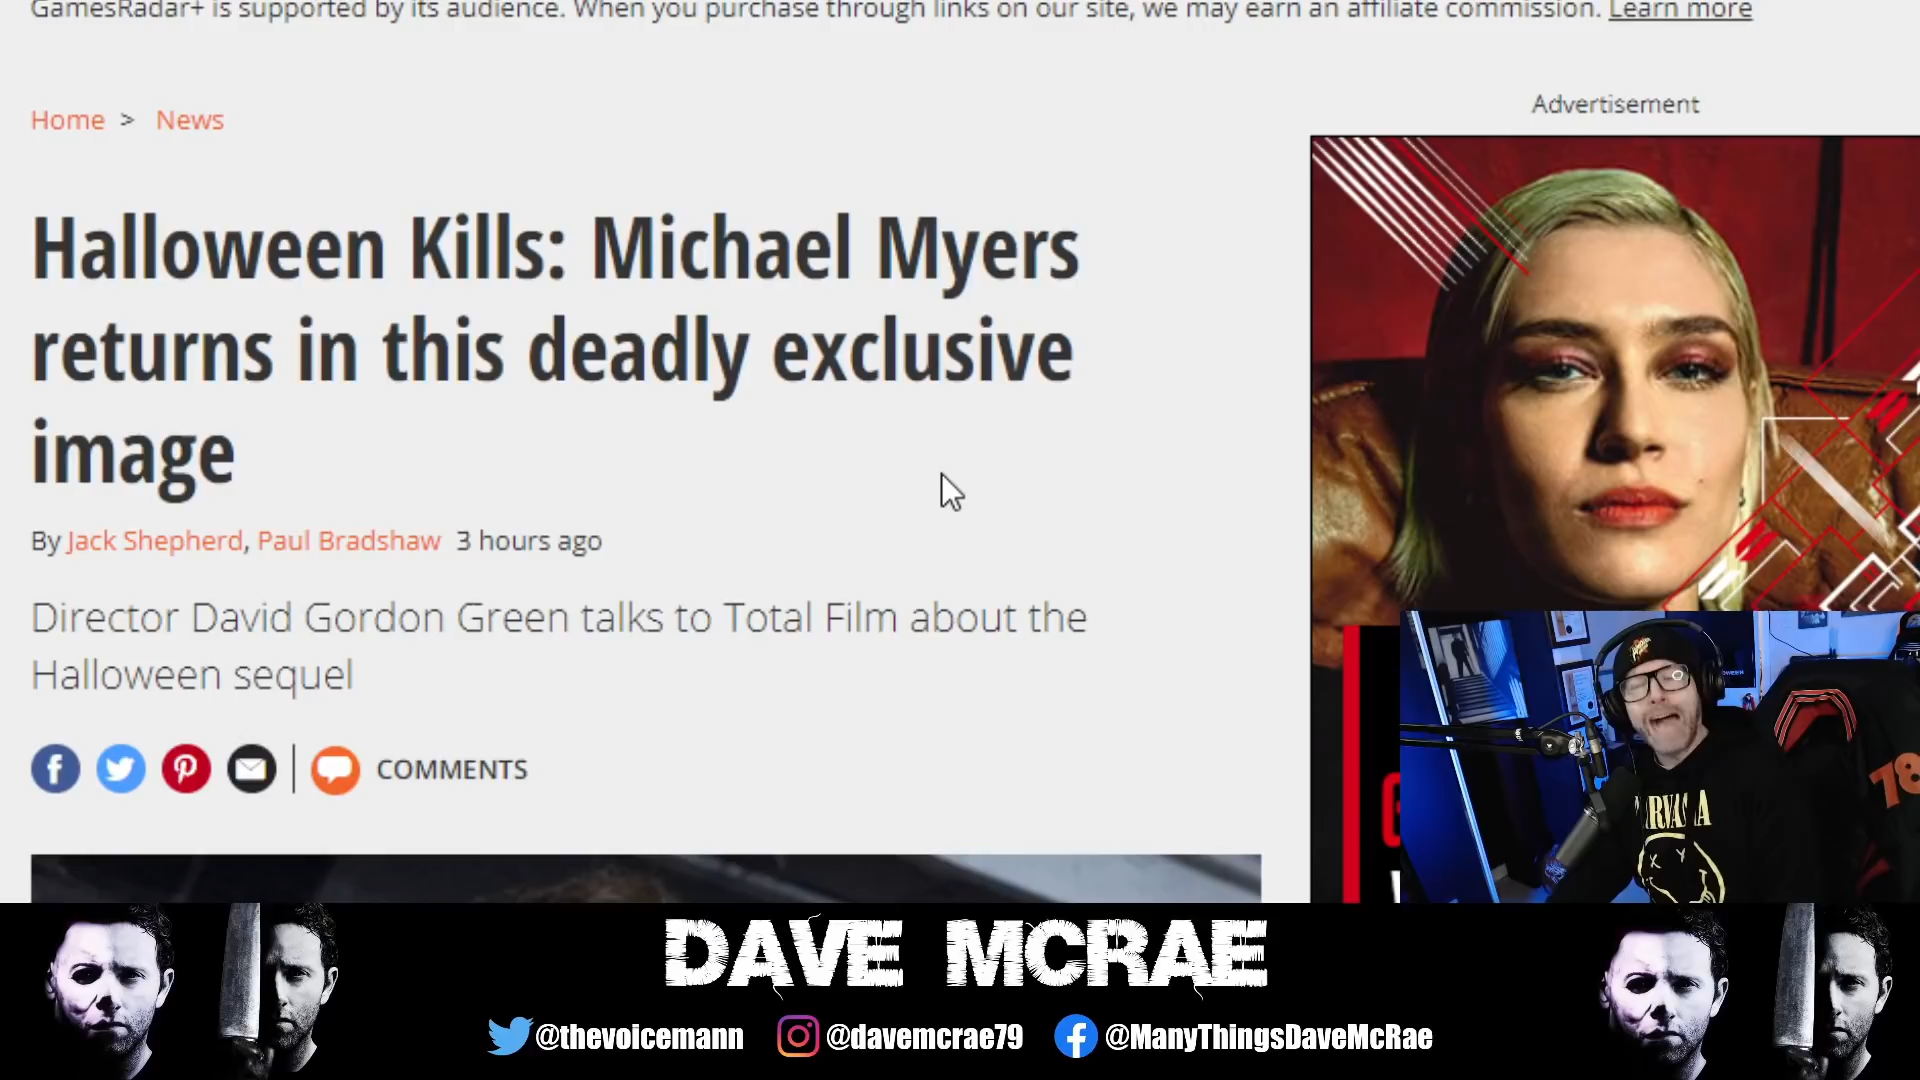 GamesRadar+ is supported by its audience. When you purchase through links on our site, we may earn an affiliate commission. Learn more
Home > News
Advertisement
Halloween Kills: Michael Myers
returns in this deadly exclusive
image
By Jack Shepherd, Paul Bradshaw 3 hours ago
Director David Gordon Green talks to Total Film about the
Halloween sequel
COMMENTS
78
DAVE MCRAE
@thevoicemann @davemcrae79 @ManyThingsDaveMcRae